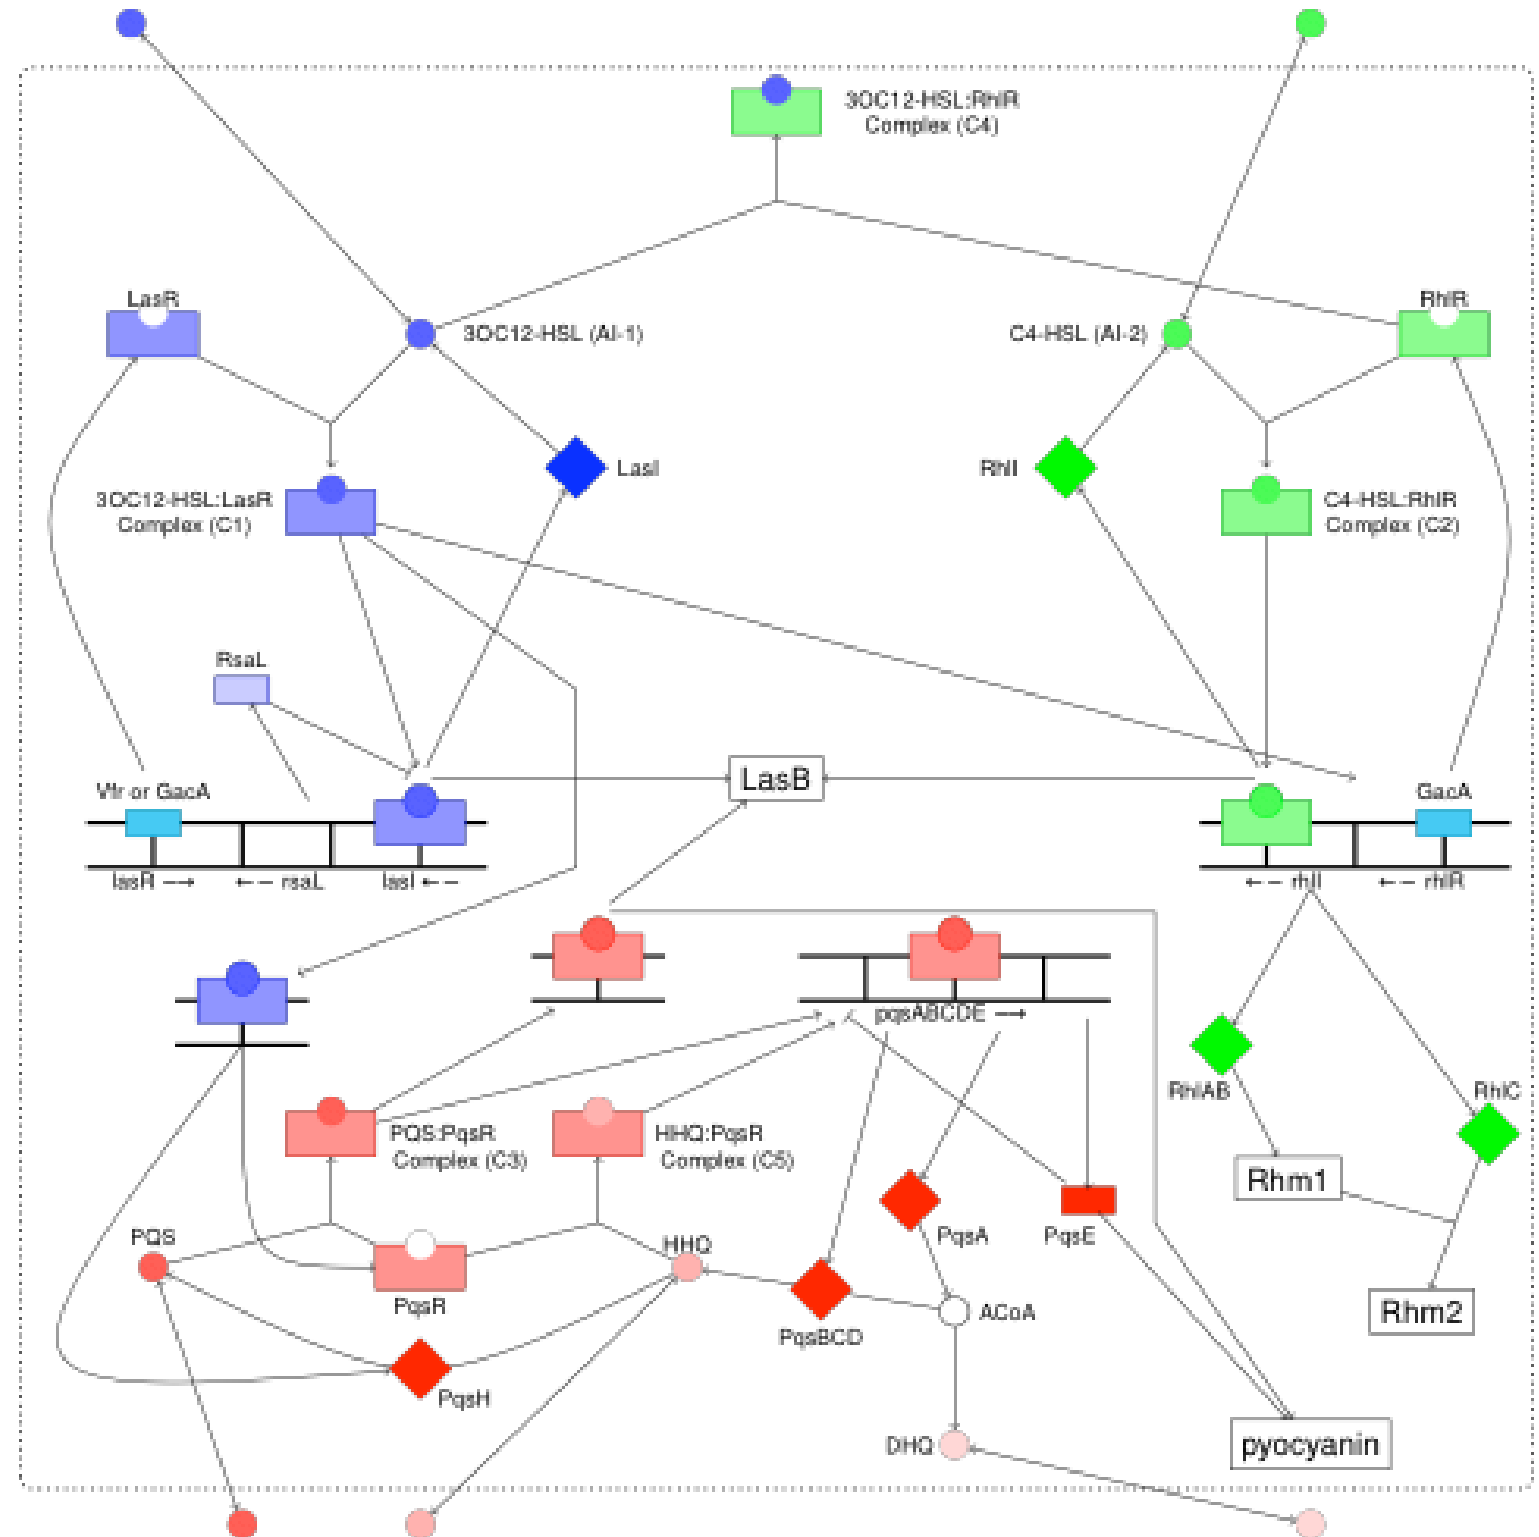 3OC12-HSL:RhlR
Complex (C4)
LasR
3OC12-HSL (AI-1)
C4-HSL (AI-2)
RhlR
LasI
RhlI
3OC12-HSL:LasR
Complex (C1)
C4-HSL:RhlR
Complex (C2)
RsaL
LasB
Vfr or GacA
GacA
lasR →
← rsaL
lasI ←
← rhlI
← rhlR
pqsABCDE →
RhlAB
RhlC
PQS:PqsR
Complex (C3)
HHQ:PqsR
Complex (C5)
Rhm1
PQS
HHQ
PqsA
PqsE
PqsR
ACoA
Rhm2
PqsBCD
PqsH
DHQ
pyocyanin